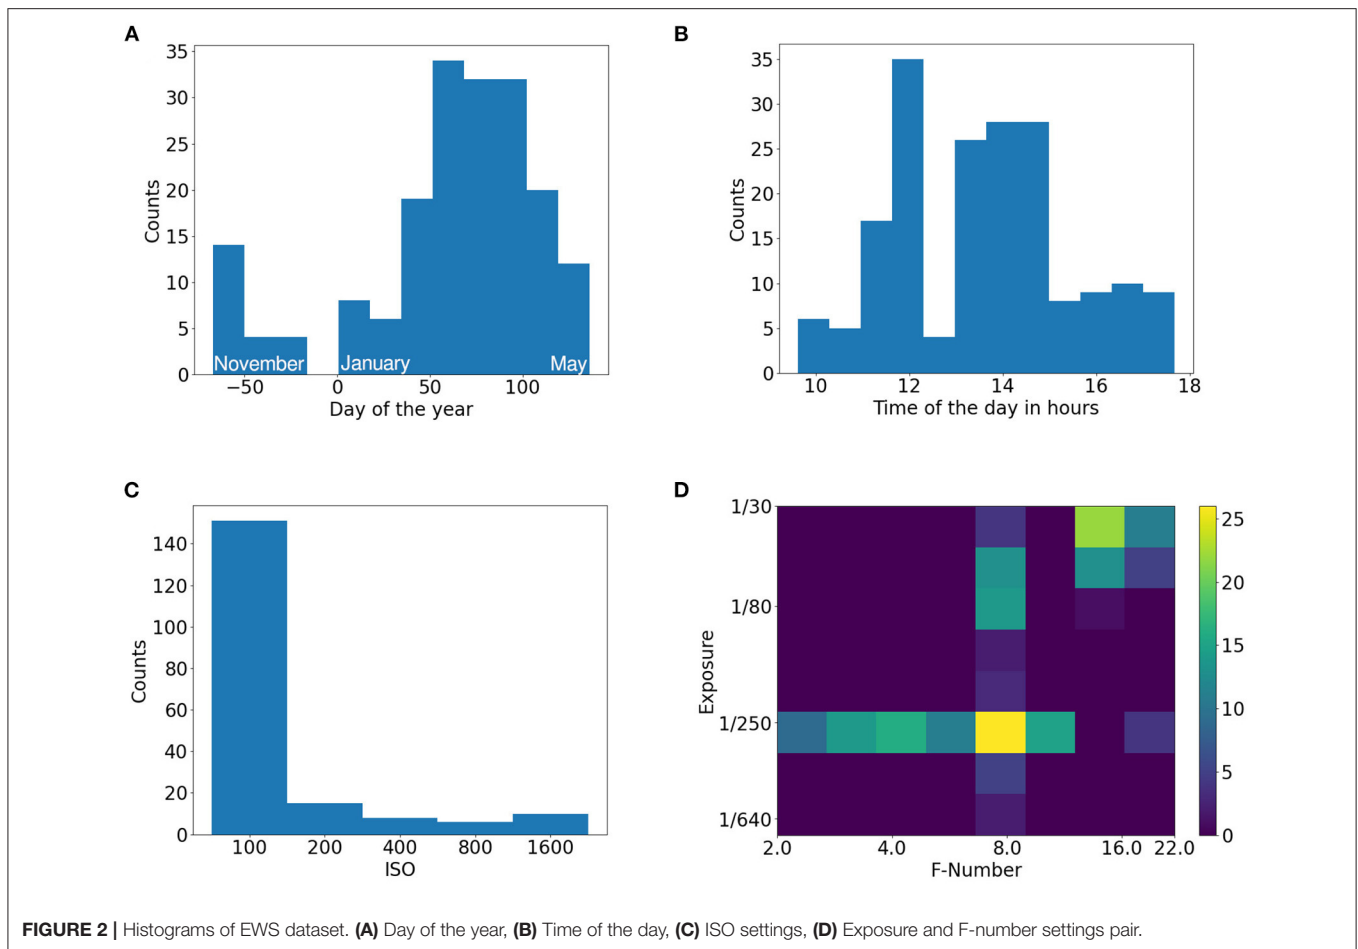 A
35
30
25
20
15
10
5
0
Counts
November January May
−50 0 50 100
Day of the year
B
35
30
25
20
15
10
5
0
Counts
10 12 14 16 18
Time of the day in hours
C
140
120
100
80
60
40
20
0
Counts
100 200 400 800 1600
ISO
D
1/30
1/80
1/250
1/640
Exposure
2.0 4.0 8.0 16.0 22.0
F-Number
25
20
15
10
5
0
FIGURE 2 | Histograms of EWS dataset. (A) Day of the year, (B) Time of the day, (C) ISO settings, (D) Exposure and F-number settings pair.